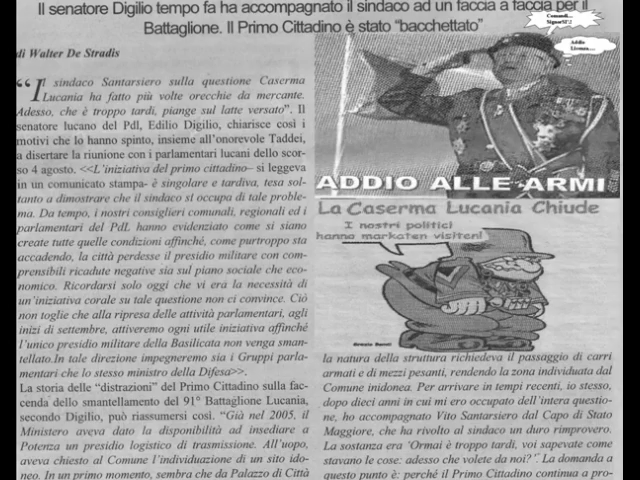 Il senatore Digilio tempo fa ha accompagnato il sindaco ad un faccia a faccia per il
Battaglione. Il Primo Cittadino è stato “bacchettato”
di Walter De Stradis
“Il sindaco Santarsiero sulla questione Caserma
Lucania ha fatto più volte orecchie da mercante.
Adesso, che è troppo tardi, piange sul latte versato”. Il
senatore lucano del Pdl, Edilio Digilio, chiarisce così i
motivi che lo hanno spinto, insieme all'onorevole Taddei,
a disertare la riunione con i parlamentari lucani dello scor-
so 4 agosto. <<L'iniziativa del primo cittadino– si leggeva
in un comunicato stampa- è singolare e tardiva, tesa sol-
tanto a dimostrare che il sindaco si occupa di tale proble-
ma. Da tempo, i nostri consiglieri comunali, regionali ed i
parlamentari del PdL hanno evidenziato come si siano
create tutte quelle condizioni affinché, come purtroppo sta
accadendo, la città perdesse il presidio militare con com-
prensibili ricadute negative sia sul piano sociale che eco-
nomico. Ricordarsi solo oggi che vi era la necessità di
un'iniziativa corale su tale questione non ci convince. Ciò
non toglie che alla ripresa delle attività parlamentari, agli
inizi di settembre, attiveremo ogni utile iniziativa affinché
l'unico presidio militare della Basilicata non venga sman-
tellato.In tale direzione impegneremo sia i Gruppi parla-
mentari che lo stesso ministro della Difesa>>.
La storia delle “distrazioni” del Primo Cittadino sulla fac-
cenda dello smantellamento del 91° Battaglione Lucania,
secondo Digilio, può riassumersi così. “Già nel 2005, il
Ministero aveva dato la disponibilità ad insediare a
Potenza un presidio logistico di trasmissione. All'uopo,
aveva chiesto al Comune l'individuazione di un sito ido-
neo. In un primo momento, sembra che da Palazzo di Città
Comandi...
SignorSI'!
Addio
ADDIO ALLE ARMI
La Caserma Lucania Chiude
I nostri politici
hanno markaten visiten!
la natura della struttura richiedeva il passaggio di carri
armati e di mezzi pesanti, rendendo la zona individuata dal
Comune inidonea. Per arrivare in tempi recenti, io stesso,
dopo dieci anni in cui mi ero occupato dell'intera questio-
ne, ho accompagnato Vito Santarsiero dal Capo di Stato
Maggiore, che ha rivolto al sindaco un duro rimprovero.
La sostanza era ‘Ormai è troppo tardi, voi sapevate come
stavano le cose: adesso che volete da noi?’. La domanda a
questo punto è: perché il Primo Cittadino continua a pro-